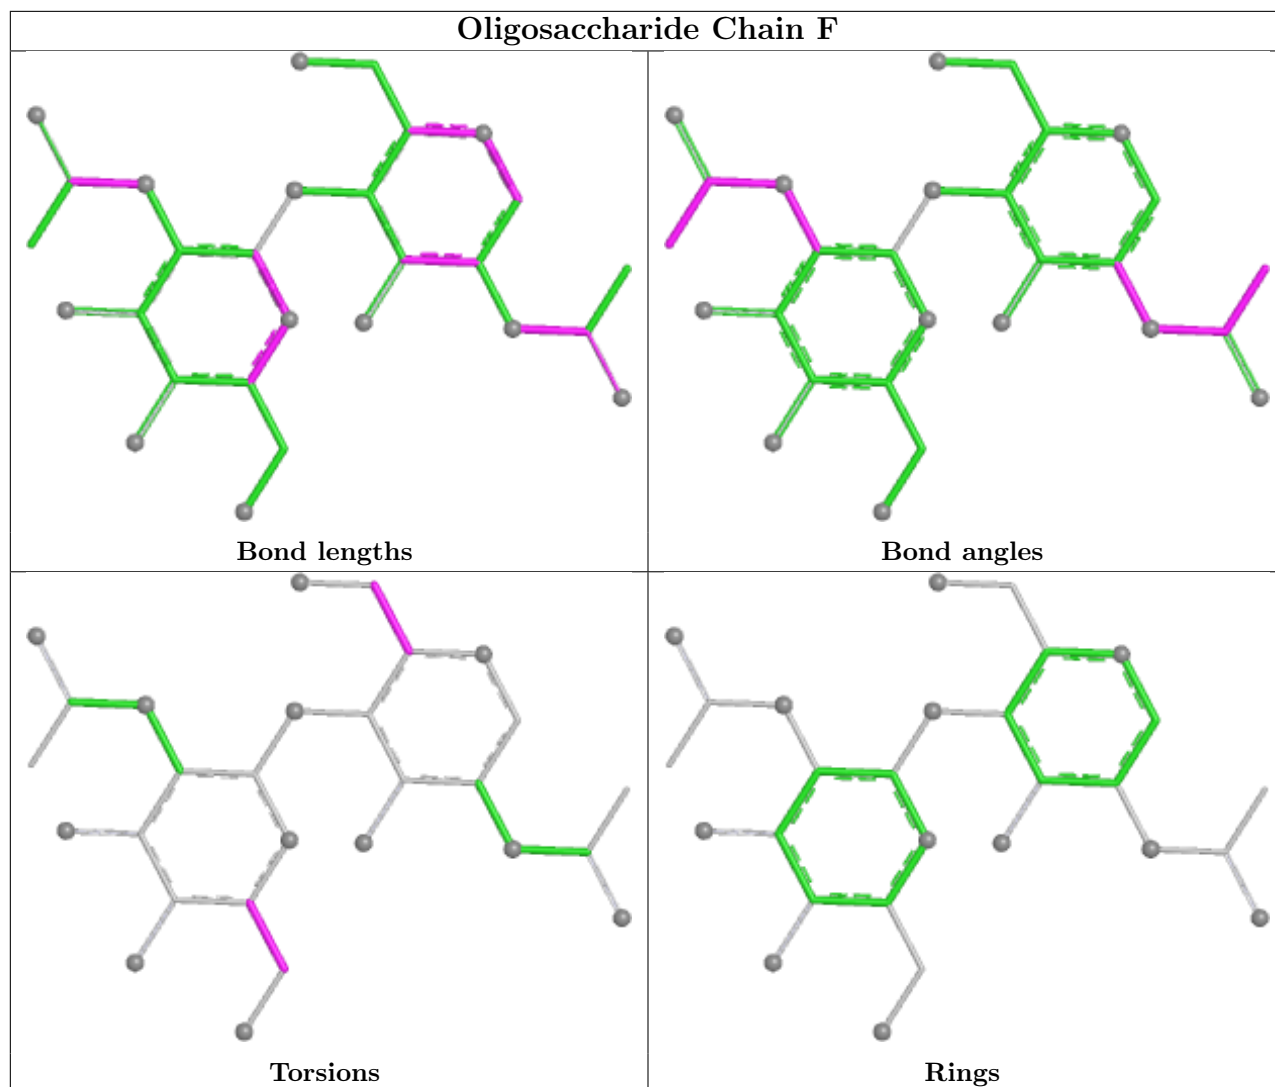 Oligosaccharide Chain F
Bond lengths
Bond angles
Torsions
Rings